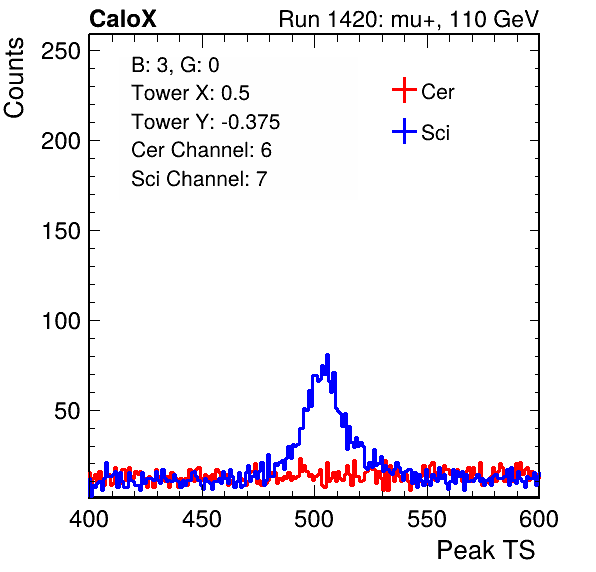 CaloX Run 1420: mu+, 110 GeV
Counts
250
200
150
100
50
B: 3, G: 0
Tower X: 0.5
Tower Y: -0.375
Cer Channel: 6
Sci Channel: 7
Cer
Sci
400 450 500 550 600
Peak TS